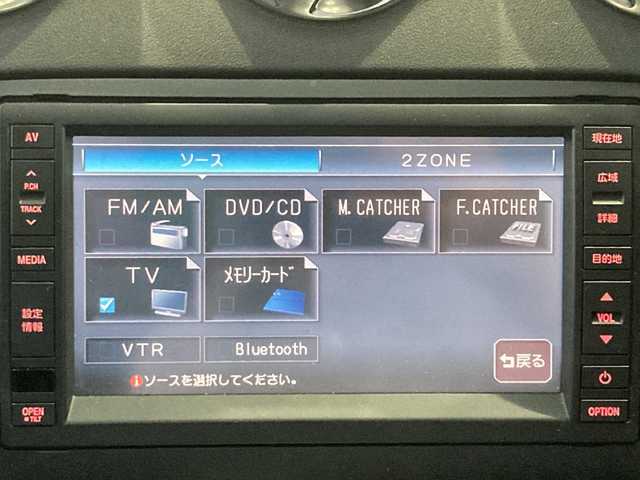 AV
P.CH
TRACK
MEDIA
設定
情報
OPEN
TILT
ソース
2ZONE
FM/AM
DVD/CD
M.CATCHER
F.CATCHER
FILE
TV
メモリーカード
VTR
Bluetooth
戻る
ソースを選択してください。
現在地
広域
詳細
目的地
VOL
OPTION